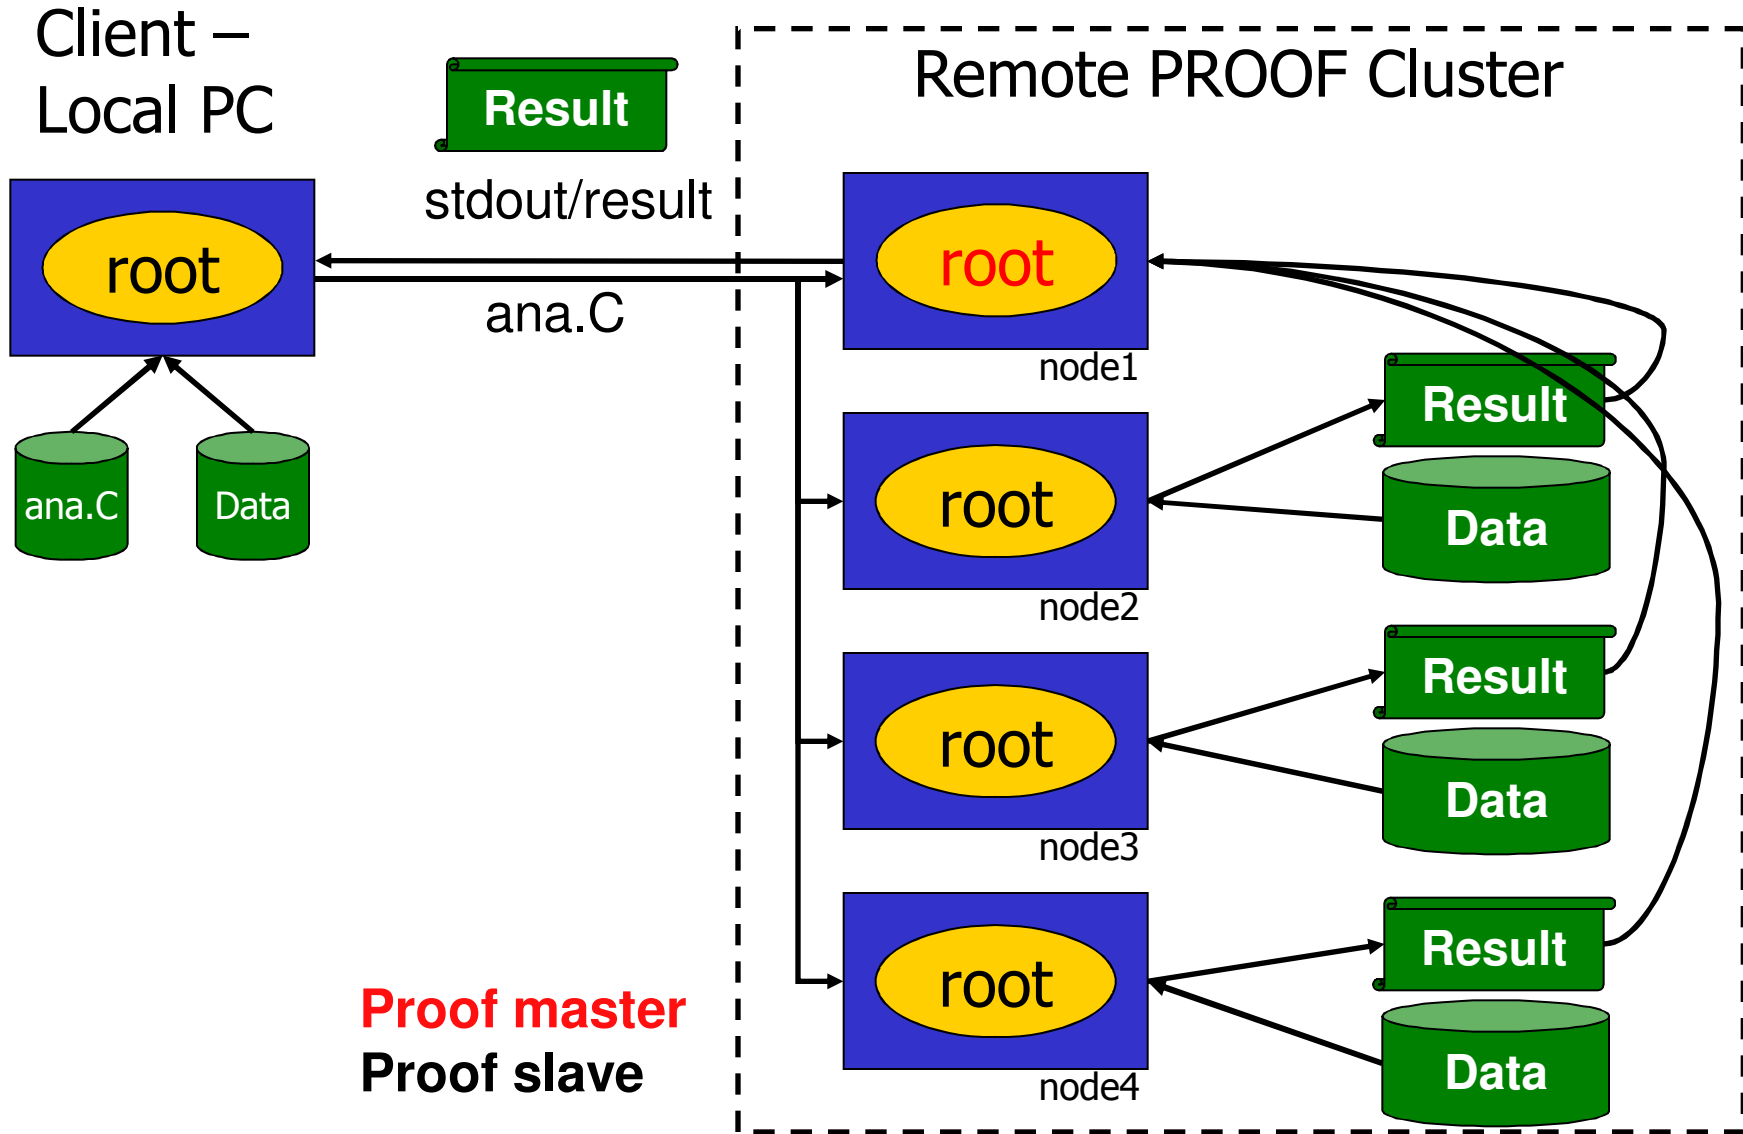 Client –
Local PC
Result
stdout/result
ana.C
root
ana.C
Data
Remote PROOF Cluster
root
node1
Result
root
Data
node2
Result
root
Data
node3
Result
root
Data
node4
Proof master
Proof slave